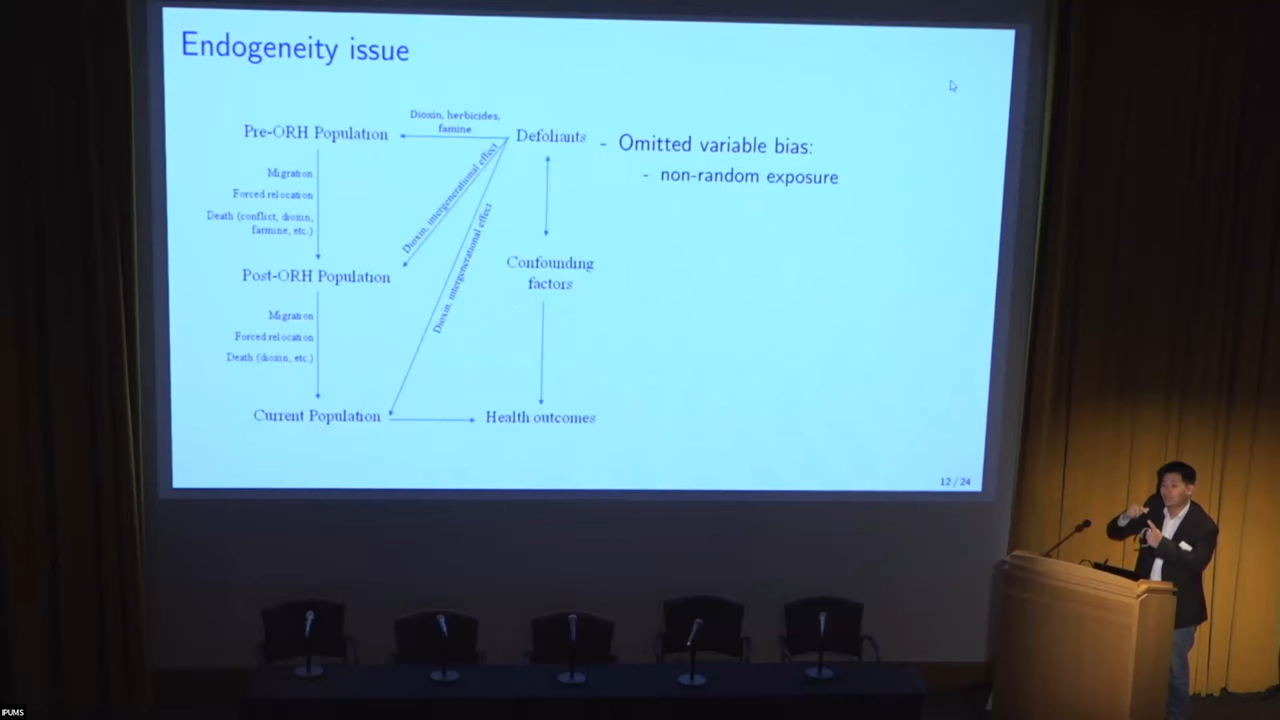 Endogeneity issue
Dioxin, herbicides,
famine
Pre-ORH Population
Defoliants
- Omitted variable bias:
- non-random exposure
Migration
Forced relocation
Death (conflict, dioxin,
farmine, etc.)
Dioxin, intergenerational effect
Dioxin, intergenerational effect
Confounding
factors
Post-ORH Population
Migration
Forced relocation
Death (dioxin, etc.)
Current Population
Health outcomes
12 / 24
IPUMS